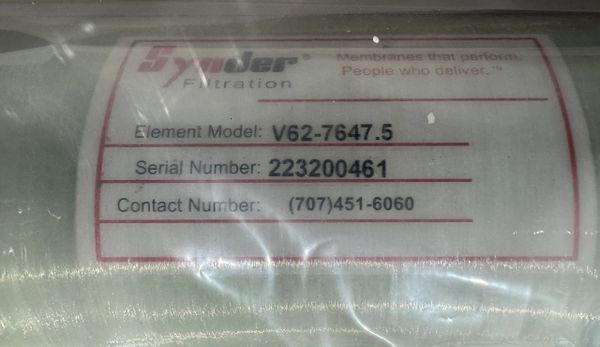 Synder®
Filtration
Membranes that perform.
People who deliver.™
Element Model: V62-7647.5
Serial Number: 223200461
Contact Number: (707)451-6060